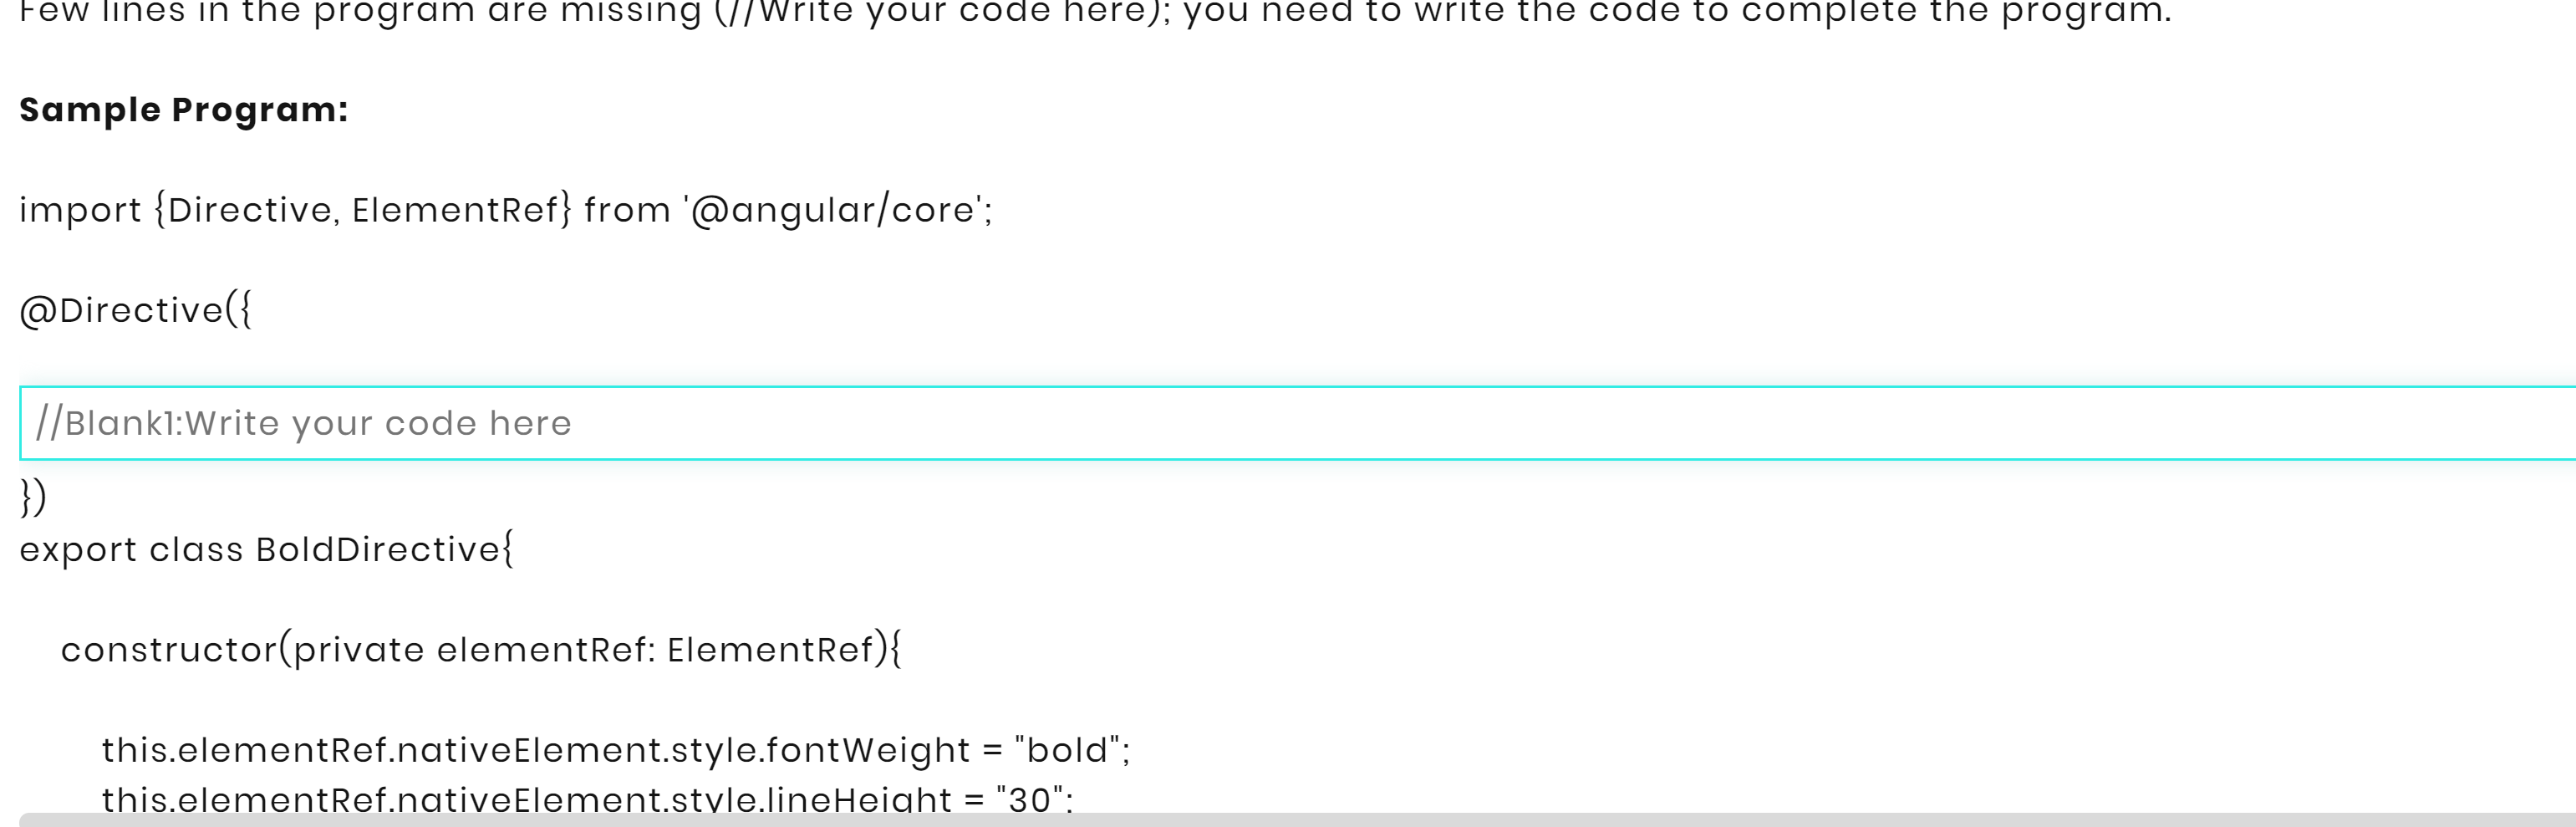 Few lines in the program are missing (//Write your code here); you need to write the code to complete the program.
Sample Program:
import {Directive, ElementRef} from '@angular/core';
@Directive({
//Blank1:Write your code here
})
export class BoldDirective{
constructor(private elementRef: ElementRef){
this.elementRef.nativeElement.style.fontWeight = "bold";
this.elementRef.nativeElement.style.lineHeight = "30";